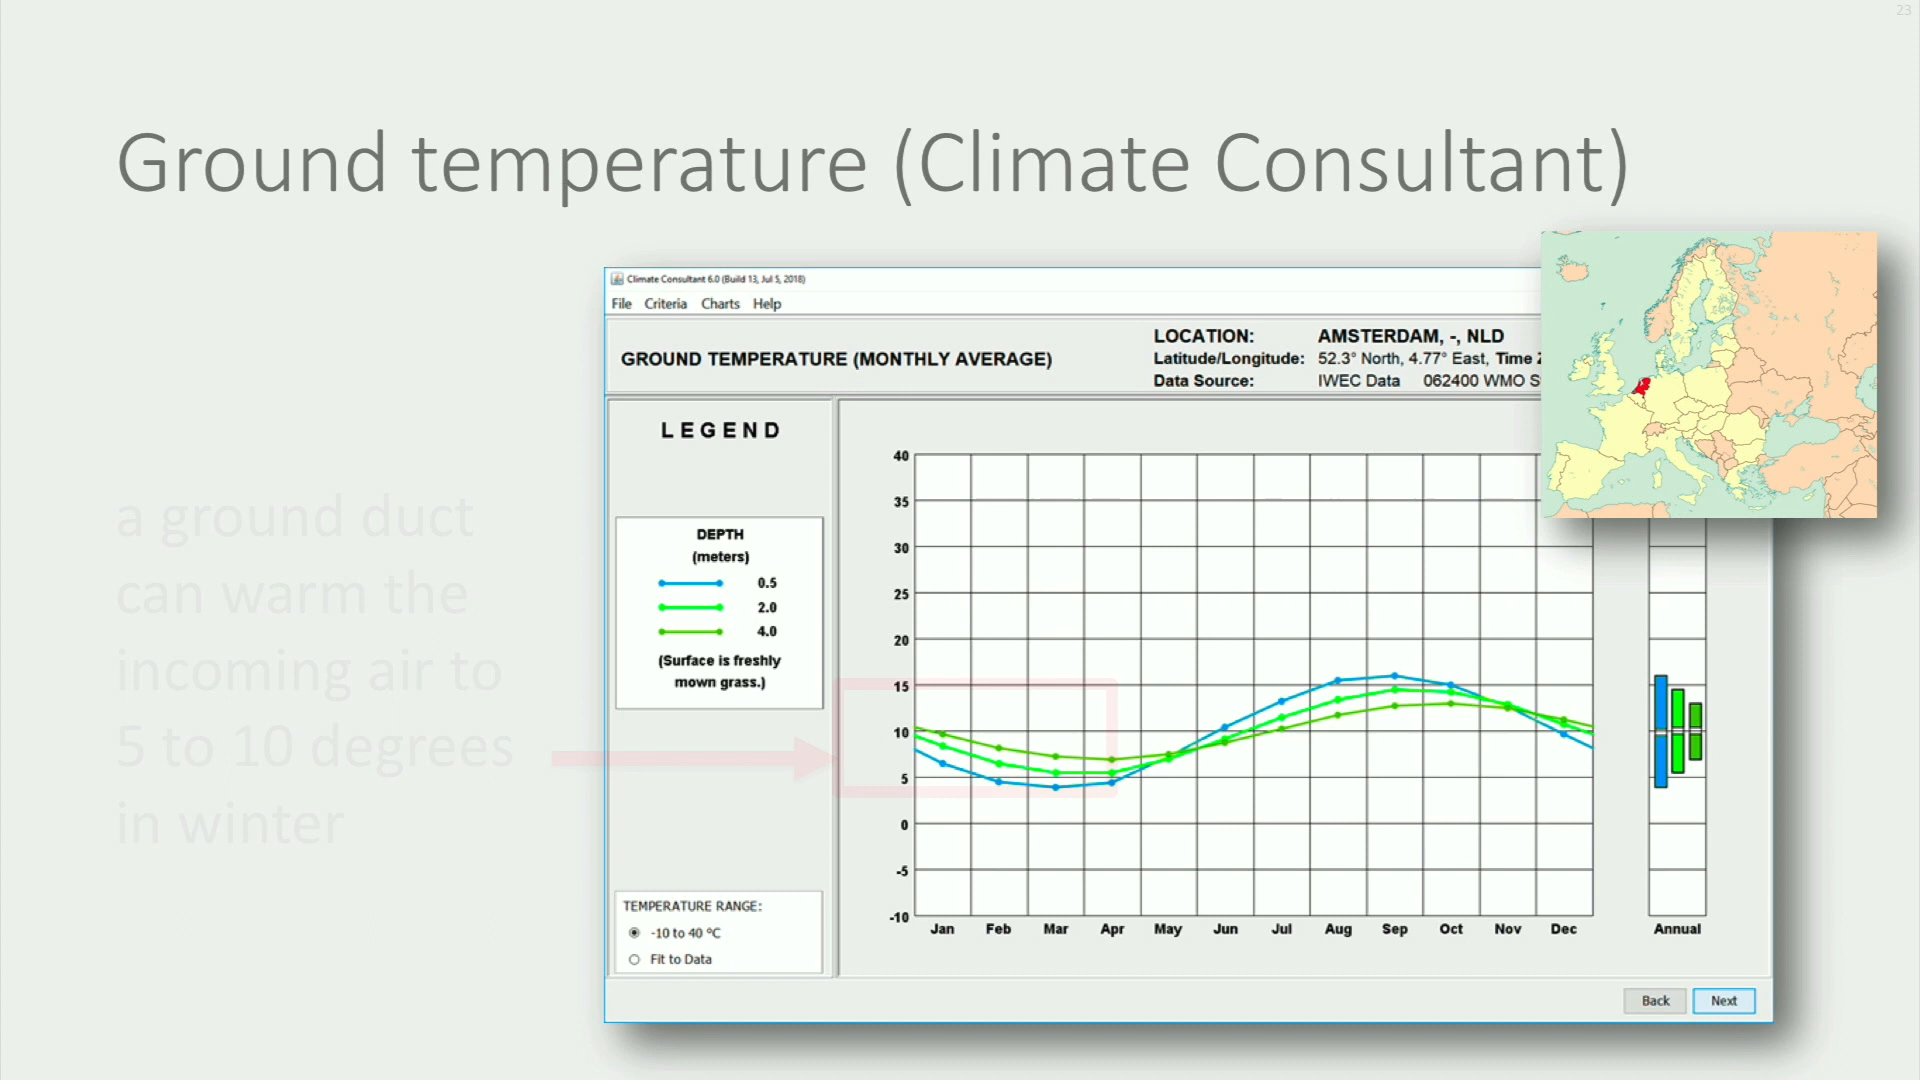 23
Ground temperature (Climate Consultant)
Climate Consultant 6.0 (Build 13, Jul 5, 2018)
File Criteria Charts Help
GROUND TEMPERATURE (MONTHLY AVERAGE)
LOCATION: AMSTERDAM, -, NLD
Latitude/Longitude: 52.3° North, 4.77° East, Time
Data Source: IWEC Data 062400 WMO S
LEGEND
DEPTH
(meters)
0.5
2.0
4.0
(Surface is freshly
mown grass.)
a ground duct
can warm the
incoming air to
5 to 10 degrees
in winter
TEMPERATURE RANGE:
-10 to 40 °C
Fit to Data
40
35
30
25
20
15
10
5
0
-5
-10
Jan Feb Mar Apr May Jun Jul Aug Sep Oct Nov Dec Annual
Back Next